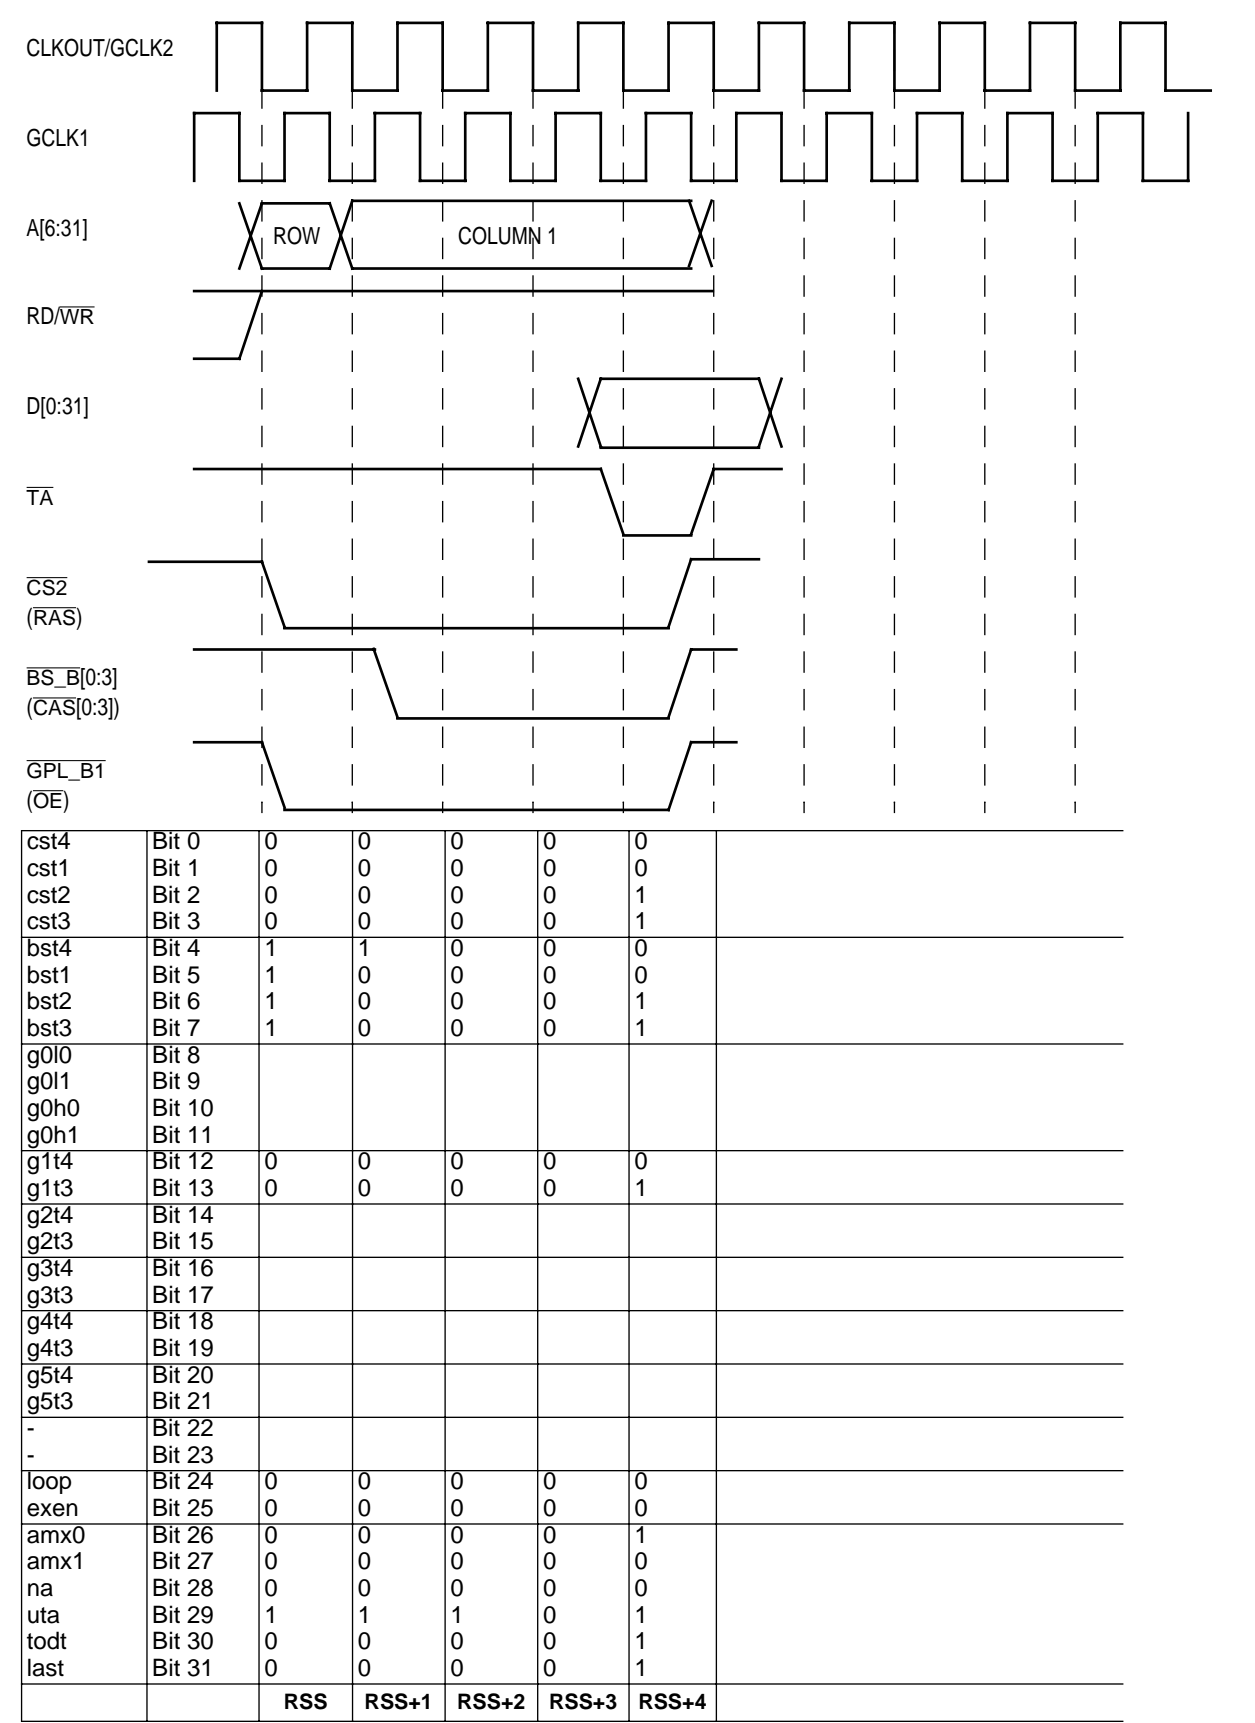 CLKOUT/GCLK2
GCLK1
A[6:31] ROW COLUMN 1
RD/WR
D[0:31]
TA
CS2
(RAS)
BS_B[0:3]
(CAS[0:3])
GPL_B1
(OE)
cst4 Bit 0 0 0 0 0 0
cst1 Bit 1 0 0 0 0 0
cst2 Bit 2 0 0 0 0 1
cst3 Bit 3 0 0 0 0 1
bst4 Bit 4 1 1 0 0 0
bst1 Bit 5 1 0 0 0 0
bst2 Bit 6 1 0 0 0 1
bst3 Bit 7 1 0 0 0 1
g0l0 Bit 8
g0l1 Bit 9
g0h0 Bit 10
g0h1 Bit 11
g1t4 Bit 12 0 0 0 0 0
g1t3 Bit 13 0 0 0 0 1
g2t4 Bit 14
g2t3 Bit 15
g3t4 Bit 16
g3t3 Bit 17
g4t4 Bit 18
g4t3 Bit 19
g5t4 Bit 20
g5t3 Bit 21
- Bit 22
- Bit 23
loop Bit 24 0 0 0 0 0
exen Bit 25 0 0 0 0 0
amx0 Bit 26 0 0 0 0 1
amx1 Bit 27 0 0 0 0 0
na Bit 28 0 0 0 0 0
uta Bit 29 1 1 1 0 1
todt Bit 30 0 0 0 0 1
last Bit 31 0 0 0 0 1
RSS RSS+1 RSS+2 RSS+3 RSS+4